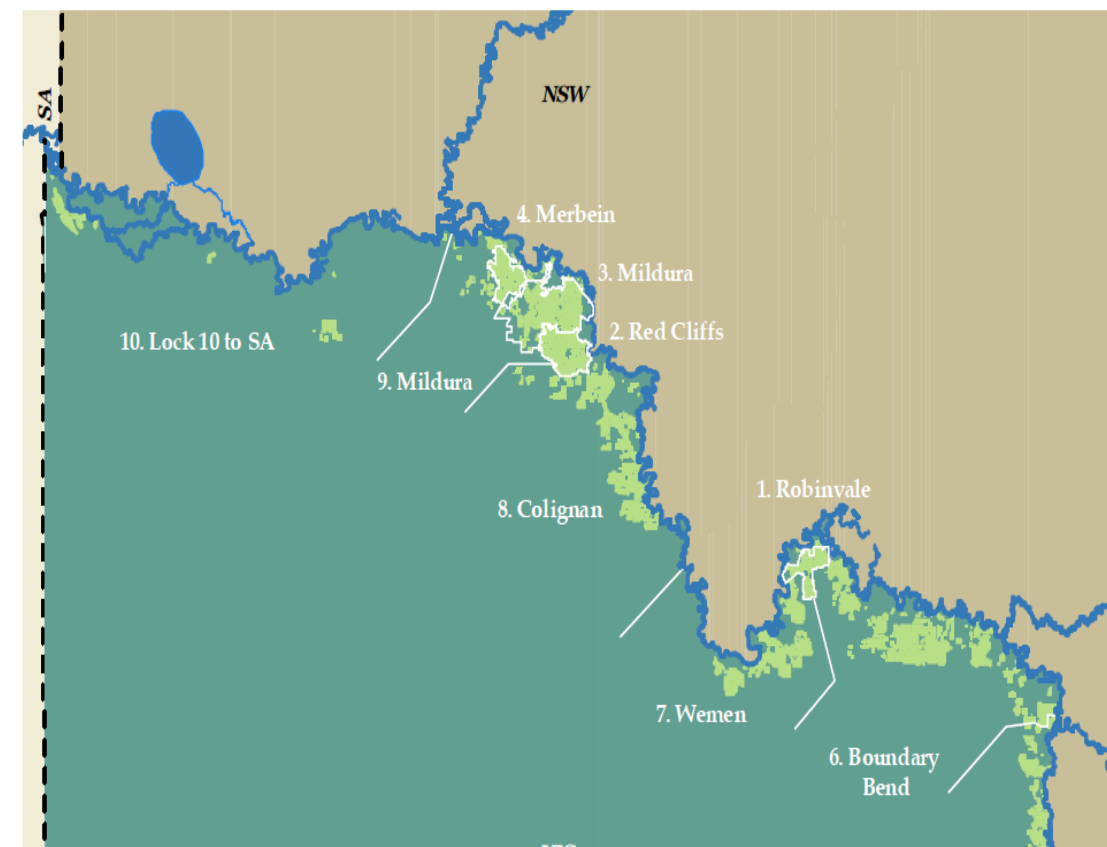 SA
NSW
4. Merbein
3. Mildura
2. Red Cliffs
10. Lock 10 to SA
9. Mildura
1. Robinvale
8. Colignan
7. Wemen
6. Boundary
Bend